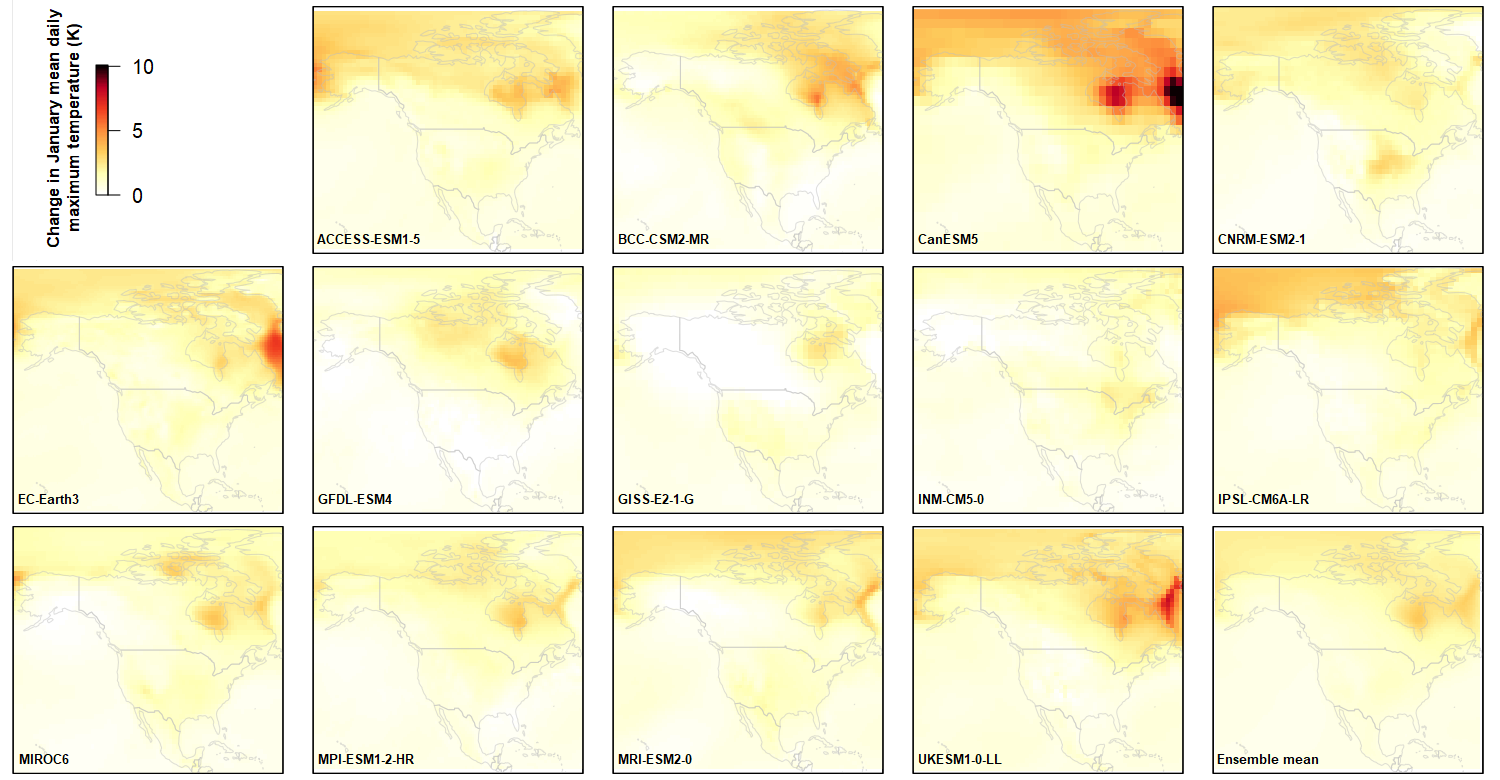 Change in January mean daily
maximum temperature (K)
10
5
0
ACCESS-ESM1-5
BCC-CSM2-MR
CanESM5
CNRM-ESM2-1
EC-Earth3
GFDL-ESM4
GISS-E2-1-G
INM-CM5-0
IPSL-CM6A-LR
MIROC6
MPI-ESM1-2-HR
MRI-ESM2-0
UKESM1-0-LL
Ensemble mean